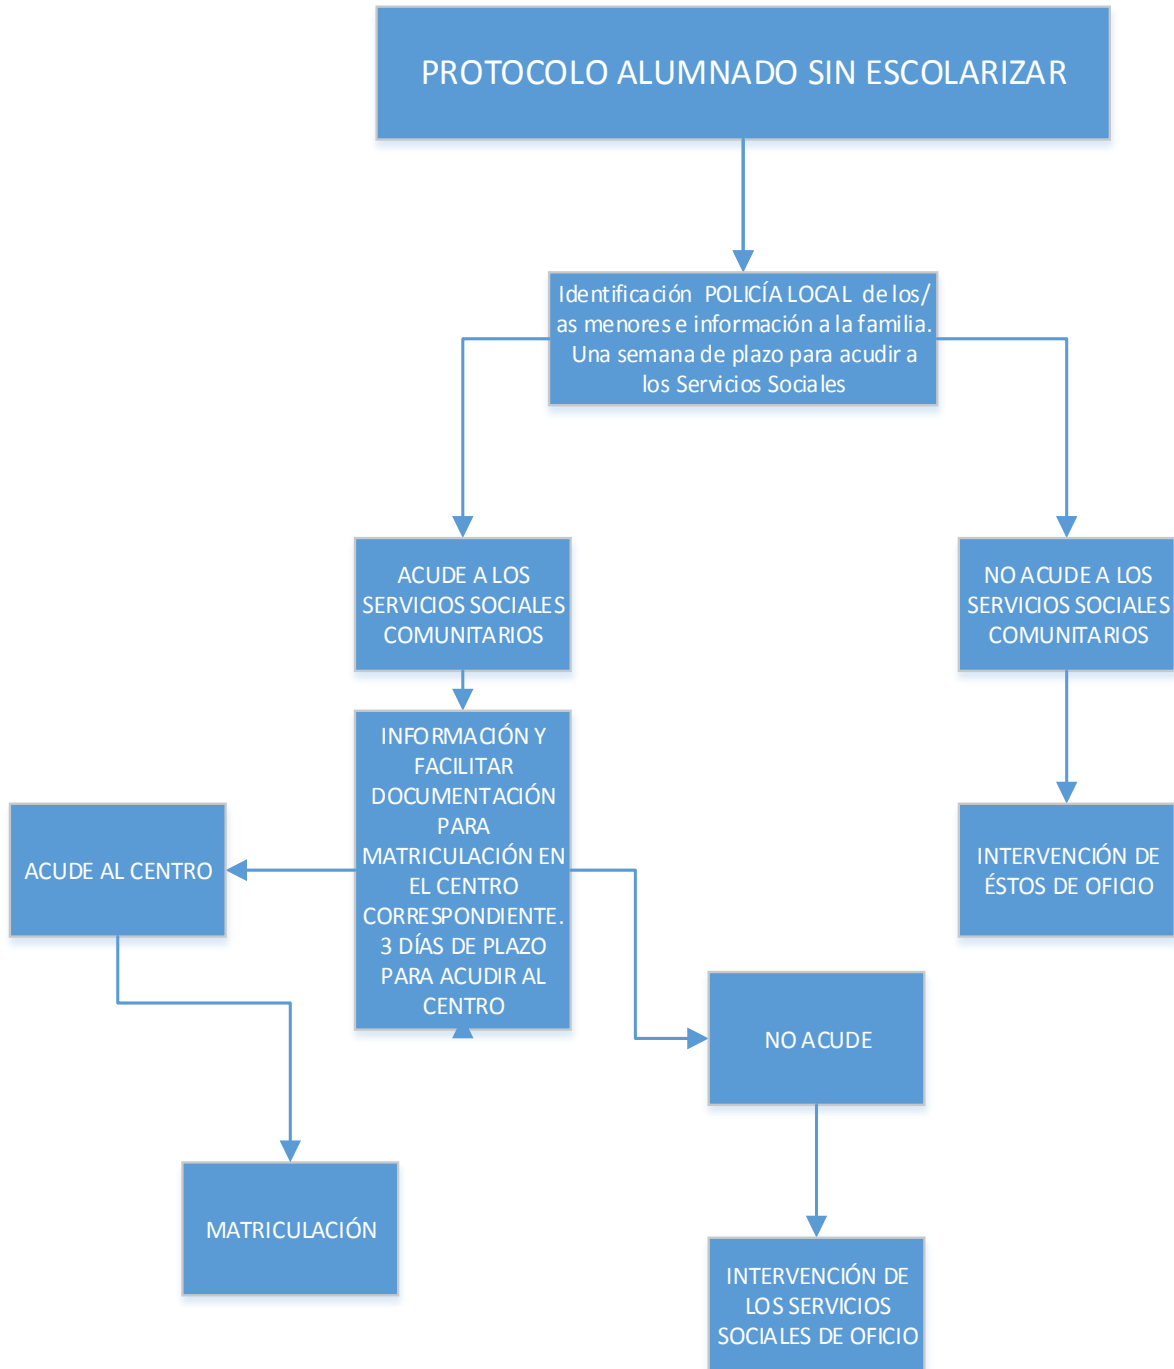 PROTOCOLO ALUMNADO SIN ESCOLARIZAR
Identificación POLICÍA LOCAL de los/
as menores e información a la familia.
Una semana de plazo para acudir a
los Servicios Sociales
ACUDE A LOS
SERVICIOS SOCIALES
COMUNITARIOS
NO ACUDE A LOS
SERVICIOS SOCIALES
COMUNITARIOS
INFORMACIÓN Y
FACILITAR
DOCUMENTACIÓN
PARA
MATRICULACIÓN EN
EL CENTRO
CORRESPONDIENTE.
3 DÍAS DE PLAZO
PARA ACUDIR AL
CENTRO
ACUDE AL CENTRO
INTERVENCIÓN DE
ÉSTOS DE OFICIO
NO ACUDE
MATRICULACIÓN
INTERVENCIÓN DE
LOS SERVICIOS
SOCIALES DE OFICIO